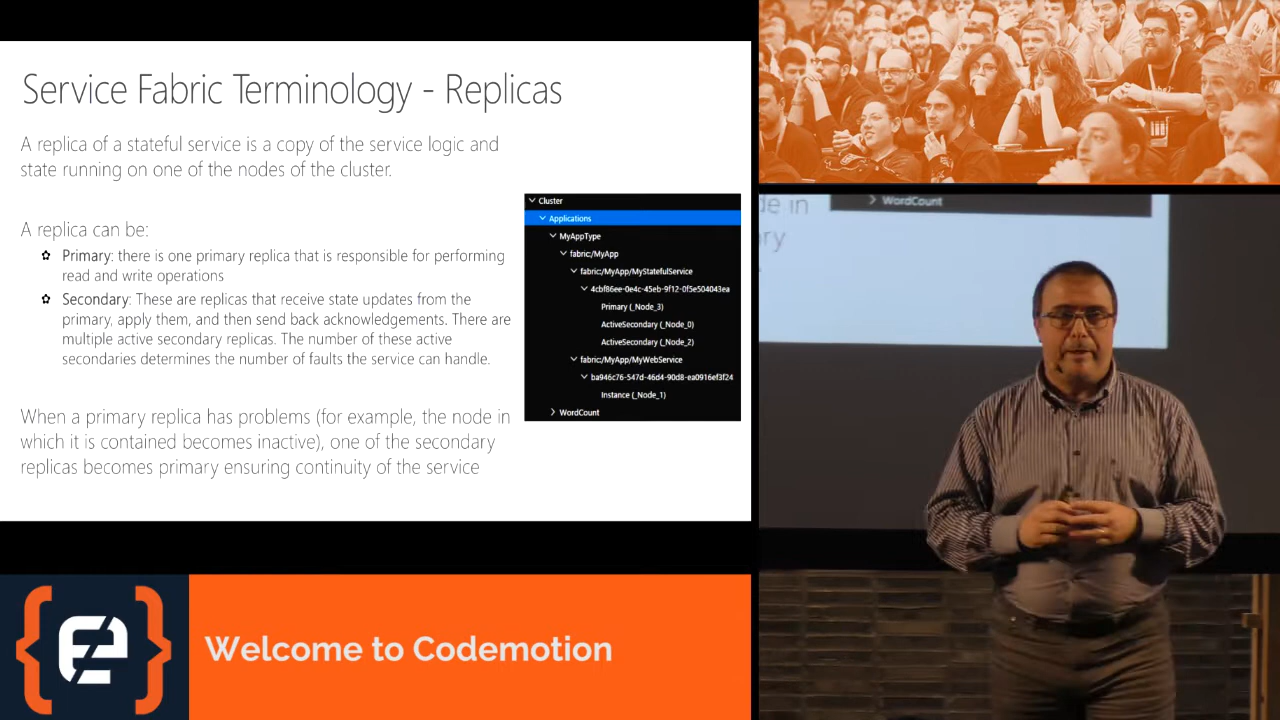 Service Fabric Terminology - Replicas
A replica of a stateful service is a copy of the service logic and
state running on one of the nodes of the cluster.
A replica can be:
Primary: there is one primary replica that is responsible for performing
read and write operations
Secondary: These are replicas that receive state updates from the
primary, apply them, and then send back acknowledgements. There are
multiple active secondary replicas. The number of these active
secondaries determines the number of faults the service can handle.
When a primary replica has problems (for example, the node in
which it is contained becomes inactive), one of the secondary
replicas becomes primary ensuring continuity of the service
Cluster
Applications
MyAppType
fabric:/MyApp
fabric:/MyApp/MyStatefulService
4cbf86ee-0e4c-45eb-9f12-0f5e504043ea
Primary (_Node_3)
ActiveSecondary (_Node_0)
ActiveSecondary (_Node_2)
fabric:/MyApp/MyWebService
ba946c76-547d-46d4-90d8-ea0916ef3f24
Instance (_Node_1)
WordCount
de in
WordCount
ry
Welcome to Codemotion